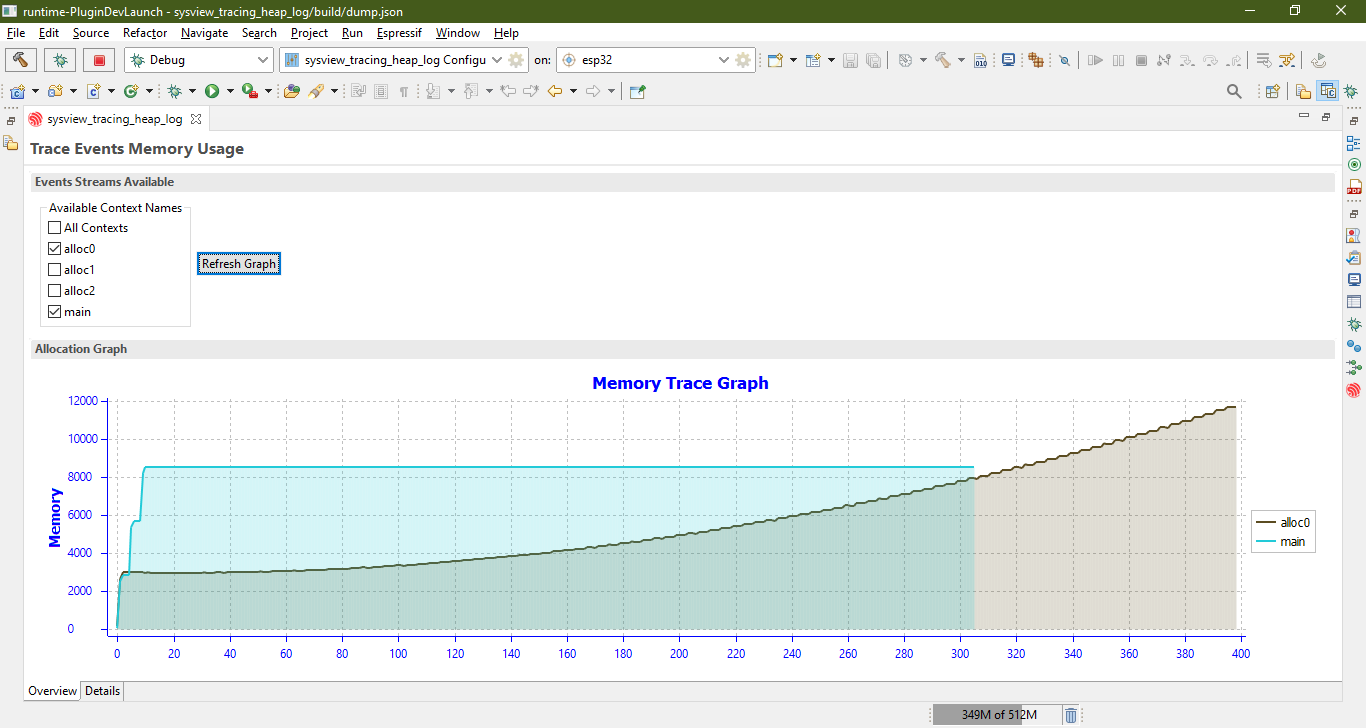 runtime-PluginDevLaunch - sysview_tracing_heap_log/build/dump.json
File Edit Source Refactor Navigate Search Project Run Espressif Window Help
Debug sysview_tracing_heap_log Configu on: esp32
010
sysview_tracing_heap_log
Trace Events Memory Usage
Events Streams Available
Available Context Names
All Contexts
alloc0
Refresh Graph
alloc1
alloc2
main
PDF
Allocation Graph
Memory Trace Graph
Memory
12000
10000
8000
6000
4000
2000
0
alloc0
main
0 20 40 60 80 100 120 140 160 180 200 220 240 260 280 300 320 340 360 380 400
Overview Details
349M of 512M